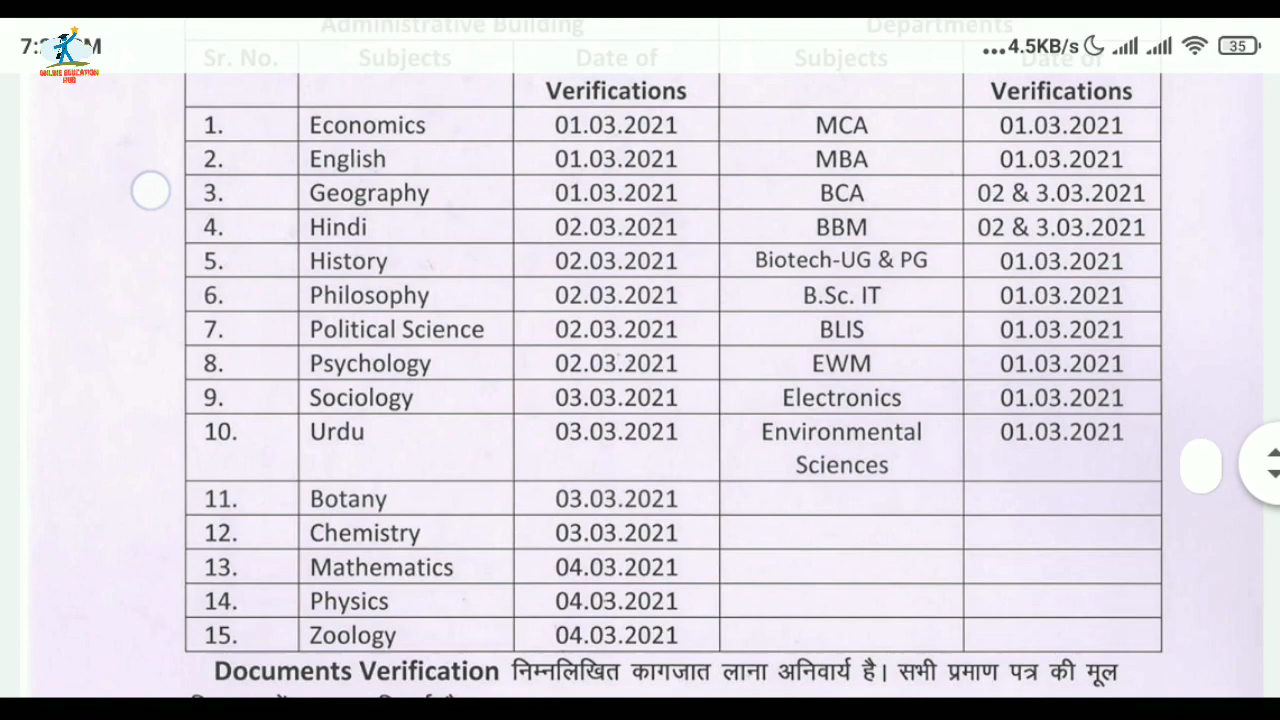 Administrative Building Departments
7: M ...4.5KB/s 35
Sr. No. Subjects Date of Subjects Date of
ONLINE EDUCATION
HUB
Verifications Verifications
1. Economics 01.03.2021 MCA 01.03.2021
2. English 01.03.2021 MBA 01.03.2021
3. Geography 01.03.2021 BCA 02 & 3.03.2021
4. Hindi 02.03.2021 BBM 02 & 3.03.2021
5. History 02.03.2021 Biotech-UG & PG 01.03.2021
6. Philosophy 02.03.2021 B.Sc. IT 01.03.2021
7. Political Science 02.03.2021 BLIS 01.03.2021
8. Psychology 02.03.2021 EWM 01.03.2021
9. Sociology 03.03.2021 Electronics 01.03.2021
10. Urdu 03.03.2021 Environmental 01.03.2021
Sciences
11. Botany 03.03.2021
12. Chemistry 03.03.2021
13. Mathematics 04.03.2021
14. Physics 04.03.2021
15. Zoology 04.03.2021
Documents Verification निम्नलिखित कागजात लाना अनिवार्य है। सभी प्रमाण पत्र की मूल